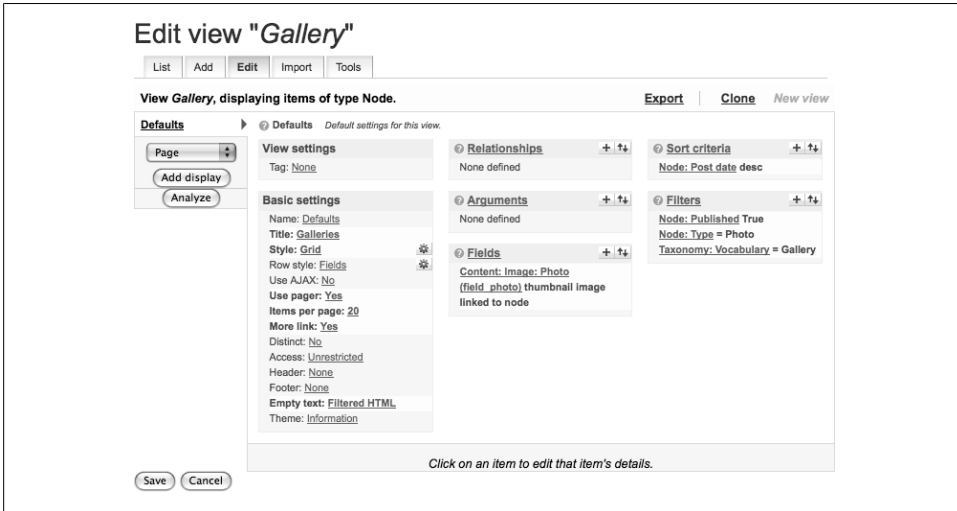 Edit view "Gallery"
List Add Edit Import Tools
View Gallery, displaying items of type Node.
Export Clone New view
Defaults
Page
Add display
Analyze
Defaults Default settings for this view.
View settings
Tag: None
Basic settings
Name: Defaults
Title: Galleries
Style: Grid
Row style: Fields
Use AJAX: No
Use pager: Yes
Items per page: 20
More link: Yes
Distinct: No
Access: Unrestricted
Header: None
Footer: None
Empty text: Filtered HTML
Theme: Information
Relationships
None defined
Arguments
None defined
Fields
Content: Image: Photo
(field_photo) thumbnail image
linked to node
Sort criteria
Node: Post date desc
Filters
Node: Published True
Node: Type = Photo
Taxonomy: Vocabulary = Gallery
Click on an item to edit that item's details.
Save Cancel